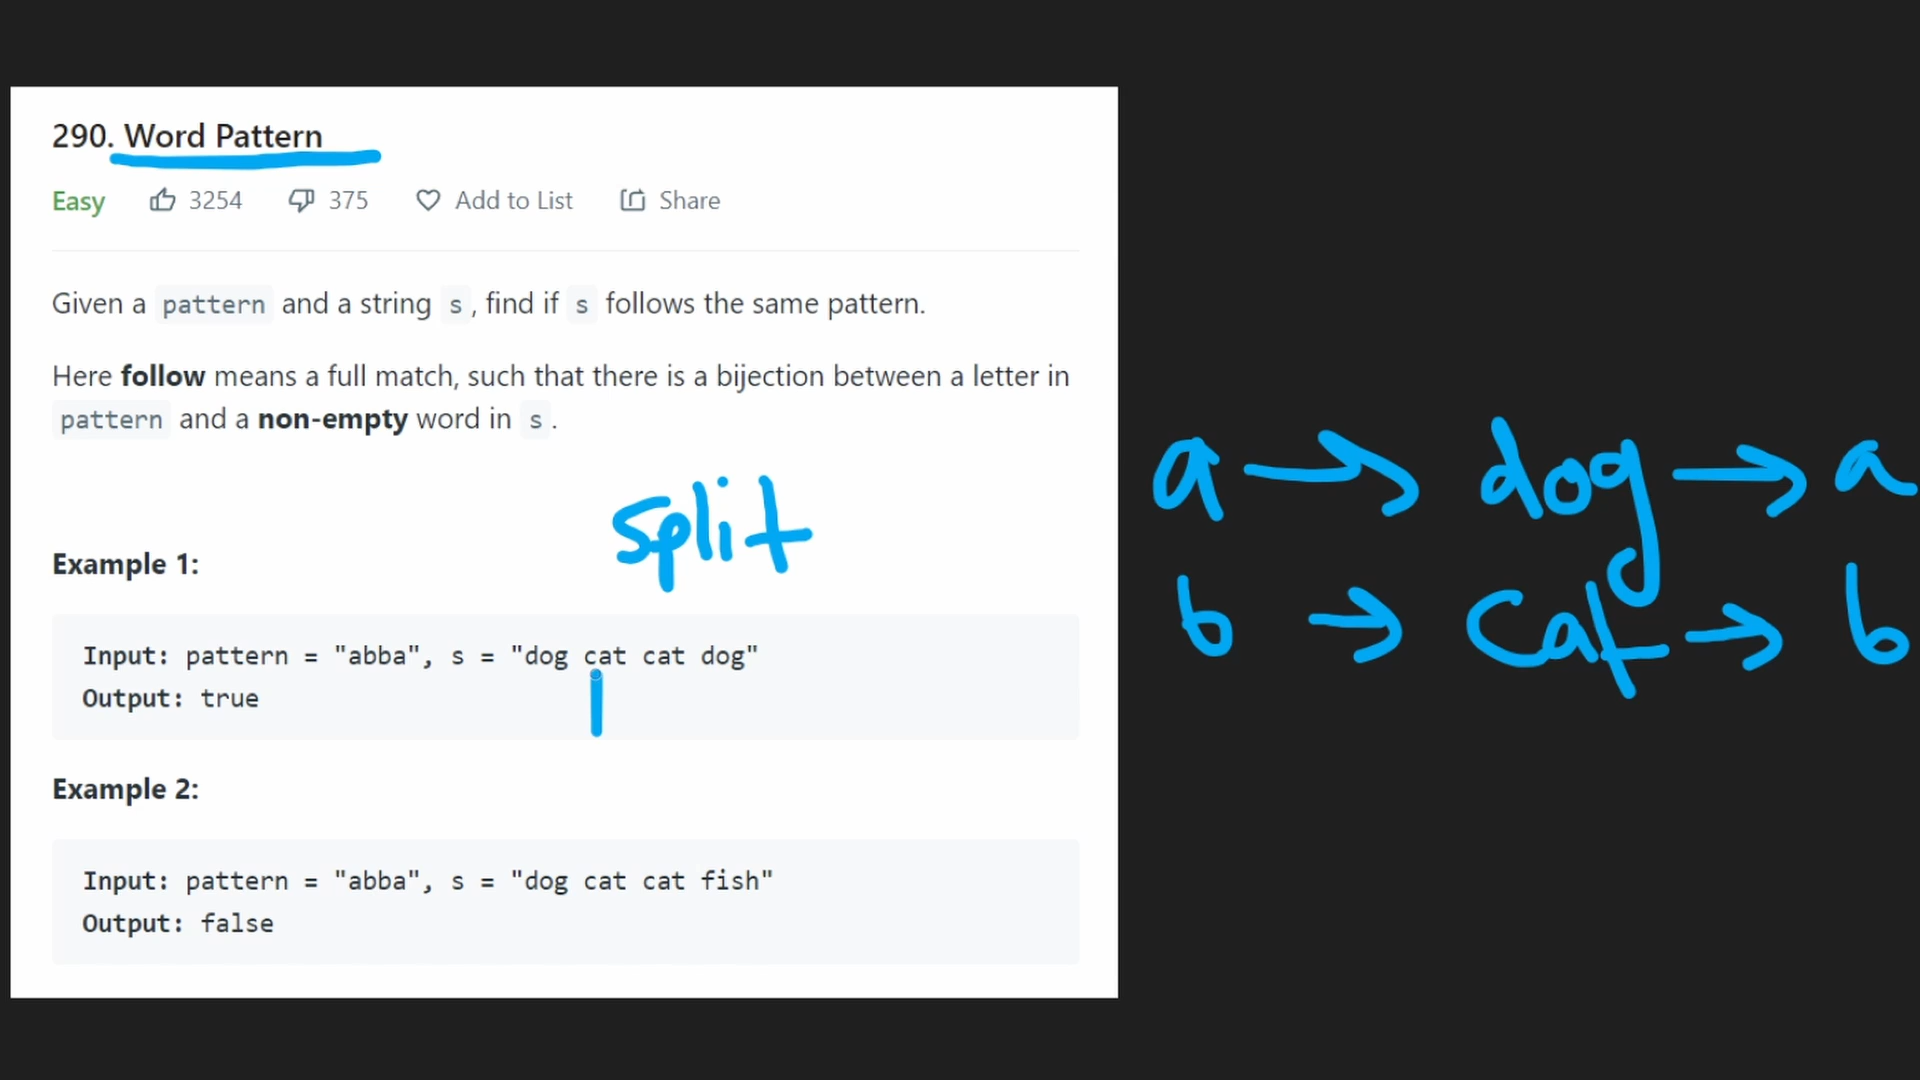 290. Word Pattern
Easy 3254 375 Add to List Share
Given a pattern and a string s, find if s follows the same pattern.
Here follow means a full match, such that there is a bijection between a letter in
pattern and a non-empty word in s.
split
Example 1:
Input: pattern = "abba", s = "dog cat cat dog"
Output: true
Example 2:
Input: pattern = "abba", s = "dog cat cat fish"
Output: false
a → dog → a
b → cat → b